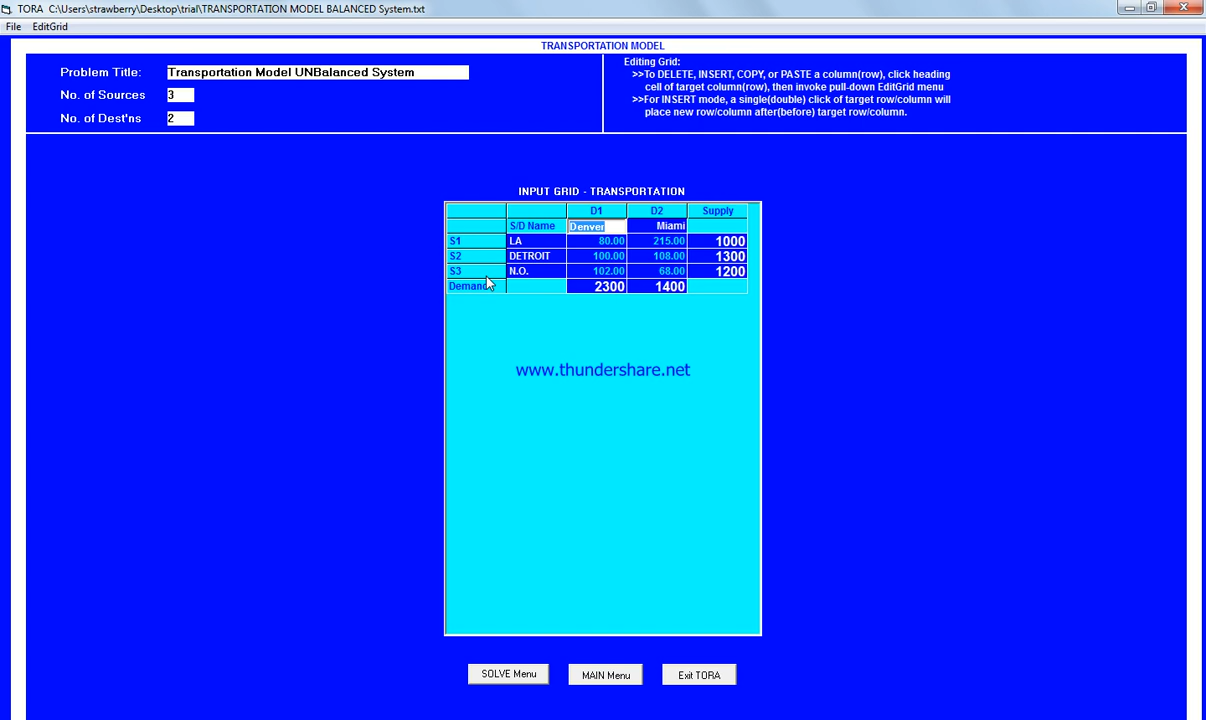 TORA C:\Users\strawberry\Desktop\trial\TRANSPORTATION MODEL BALANCED System.txt
File EditGrid
TRANSPORTATION MODEL
Problem Title: Transportation Model UNBalanced System
No. of Sources 3
No. of Dest'ns 2
Editing Grid:
>>To DELETE, INSERT, COPY, or PASTE a column(row), click heading
cell of target column(row), then invoke pull-down EditGrid menu
>>For INSERT mode, a single(double) click of target row/column will
place new row/column after(before) target row/column.
INPUT GRID - TRANSPORTATION
D1 D2 Supply
S/D Name Denver Miami
S1 LA 80.00 215.00 1000
S2 DETROIT 100.00 108.00 1300
S3 N.O. 102.00 68.00 1200
Demand 2300 1400
www.thundershare.net
SOLVE Menu MAIN Menu Exit TORA